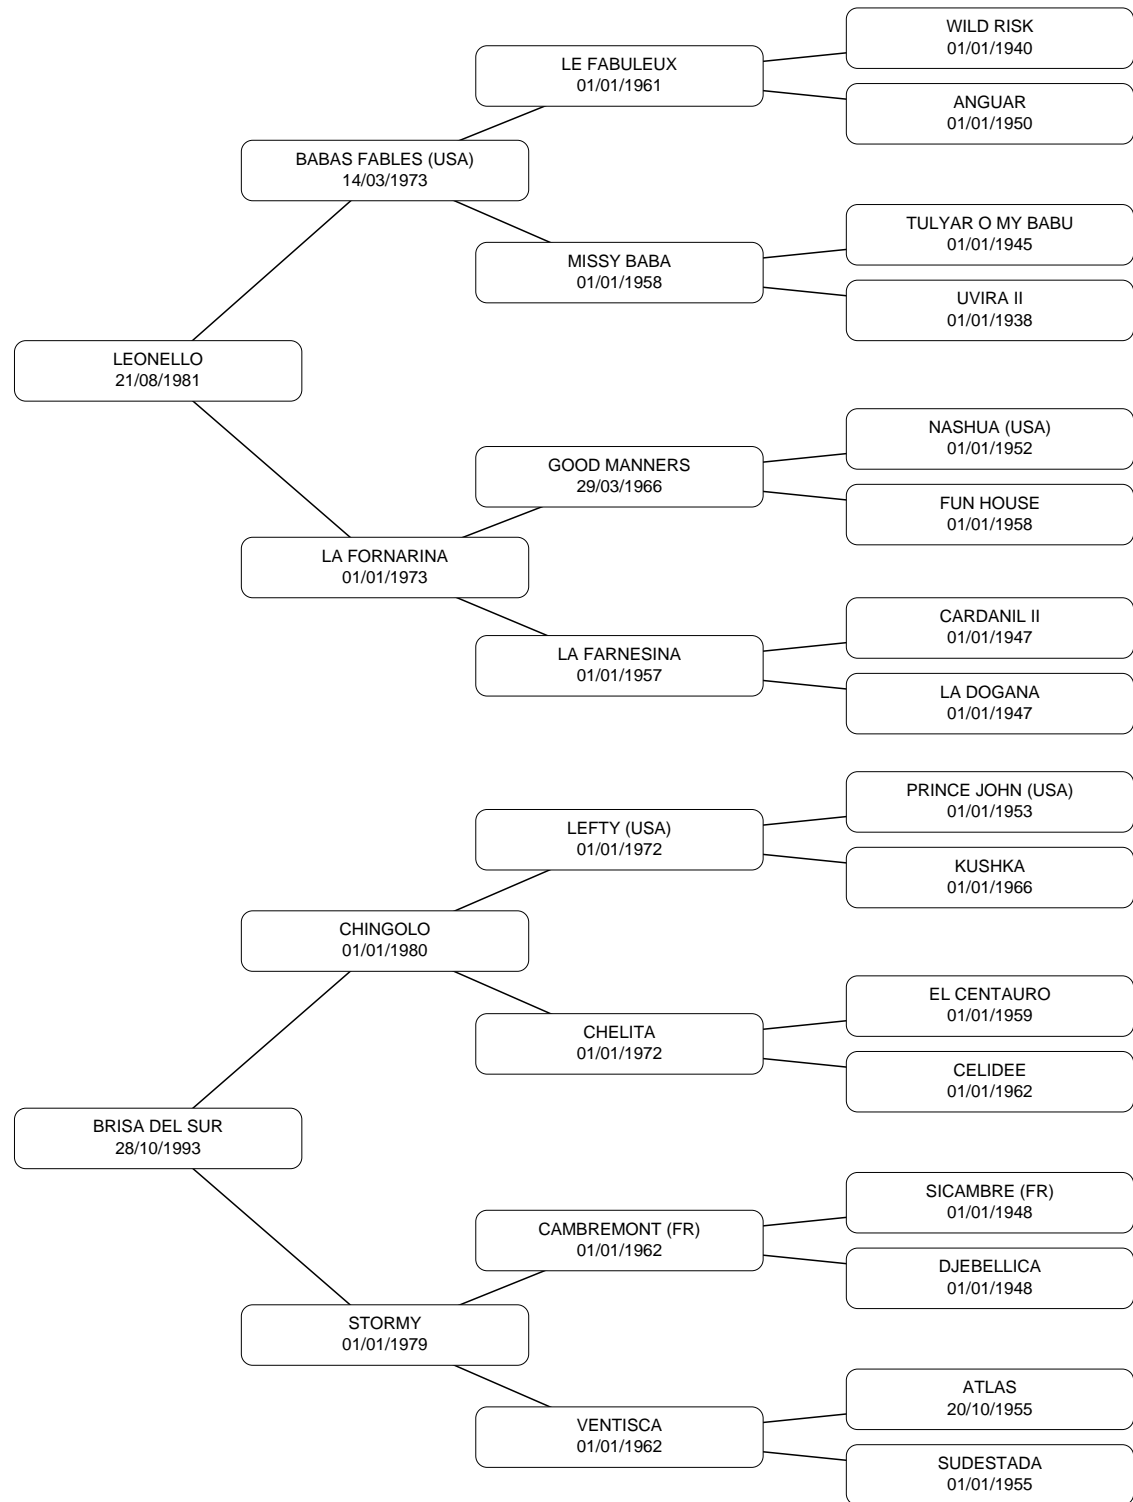 WILD RISK
01/01/1940
LE FABULEUX
01/01/1961
ANGUAR
01/01/1950
BABAS FABLES (USA)
14/03/1973
TULYAR O MY BABU
01/01/1945
MISSY BABA
01/01/1958
UVIRA II
01/01/1938
LEONELLO
21/08/1981
NASHUA (USA)
01/01/1952
GOOD MANNERS
29/03/1966
FUN HOUSE
01/01/1958
LA FORNARINA
01/01/1973
CARDANIL II
01/01/1947
LA FARNESINA
01/01/1957
LA DOGANA
01/01/1947
PRINCE JOHN (USA)
01/01/1953
LEFTY (USA)
01/01/1972
KUSHKA
01/01/1966
CHINGOLO
01/01/1980
EL CENTAURO
01/01/1959
CHELITA
01/01/1972
CELIDEE
01/01/1962
BRISA DEL SUR
28/10/1993
SICAMBRE (FR)
01/01/1948
CAMBREMONT (FR)
01/01/1962
DJEBELLICA
01/01/1948
STORMY
01/01/1979
ATLAS
20/10/1955
VENTISCA
01/01/1962
SUDESTADA
01/01/1955